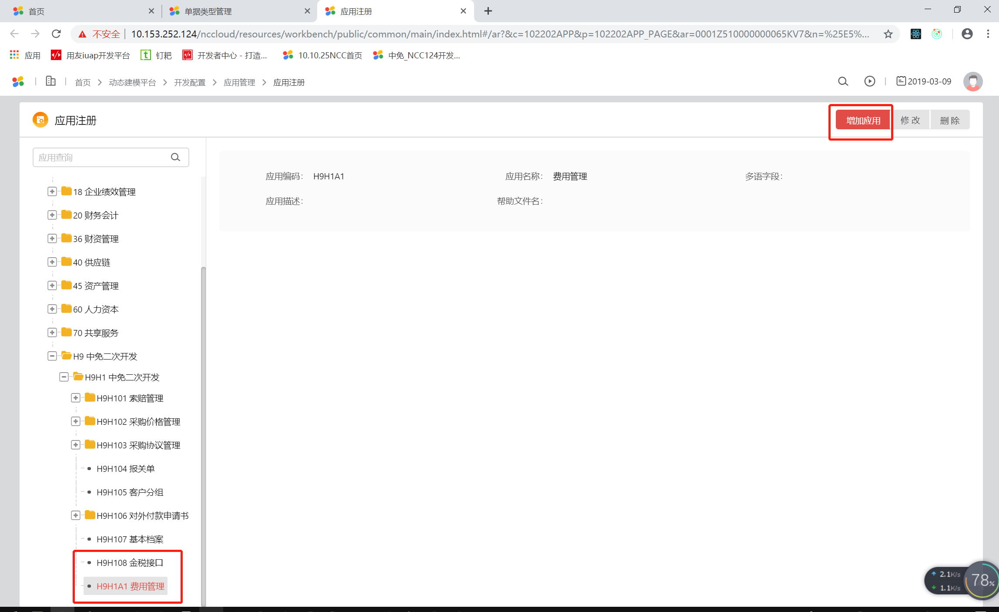 首页
单据类型管理
应用注册
不安全
10.153.252.124/nccloud/resources/workbench/public/common/main/index.html#/ar?&c=102202APP&p=102202APP_PAGE&ar=0001Z510000000065KV7&n=%25E5%...
应用
用友iuap开发平台
钉耙
开发者中心 - 打造...
10.10.25NCC首页
中免_NCC124开发...
首页 > 动态建模平台 > 开发配置 > 应用管理 > 应用注册
2019-03-09
应用注册
增加应用
修 改
删 除
应用查询
应用编码: H9H1A1
应用名称: 费用管理
多语字段:
应用描述:
帮助文件名:
18 企业绩效管理
20 财务会计
36 财资管理
40 供应链
45 资产管理
60 人力资本
70 共享服务
H9 中免二次开发
H9H1 中免二次开发
H9H101 索赔管理
H9H102 采购价格管理
H9H103 采购协议管理
H9H104 报关单
H9H105 客户分组
H9H106 对外付款申请书
H9H107 基本档案
H9H108 金税接口
H9H1A1 费用管理
2.1K/s
1.1K/s
78%